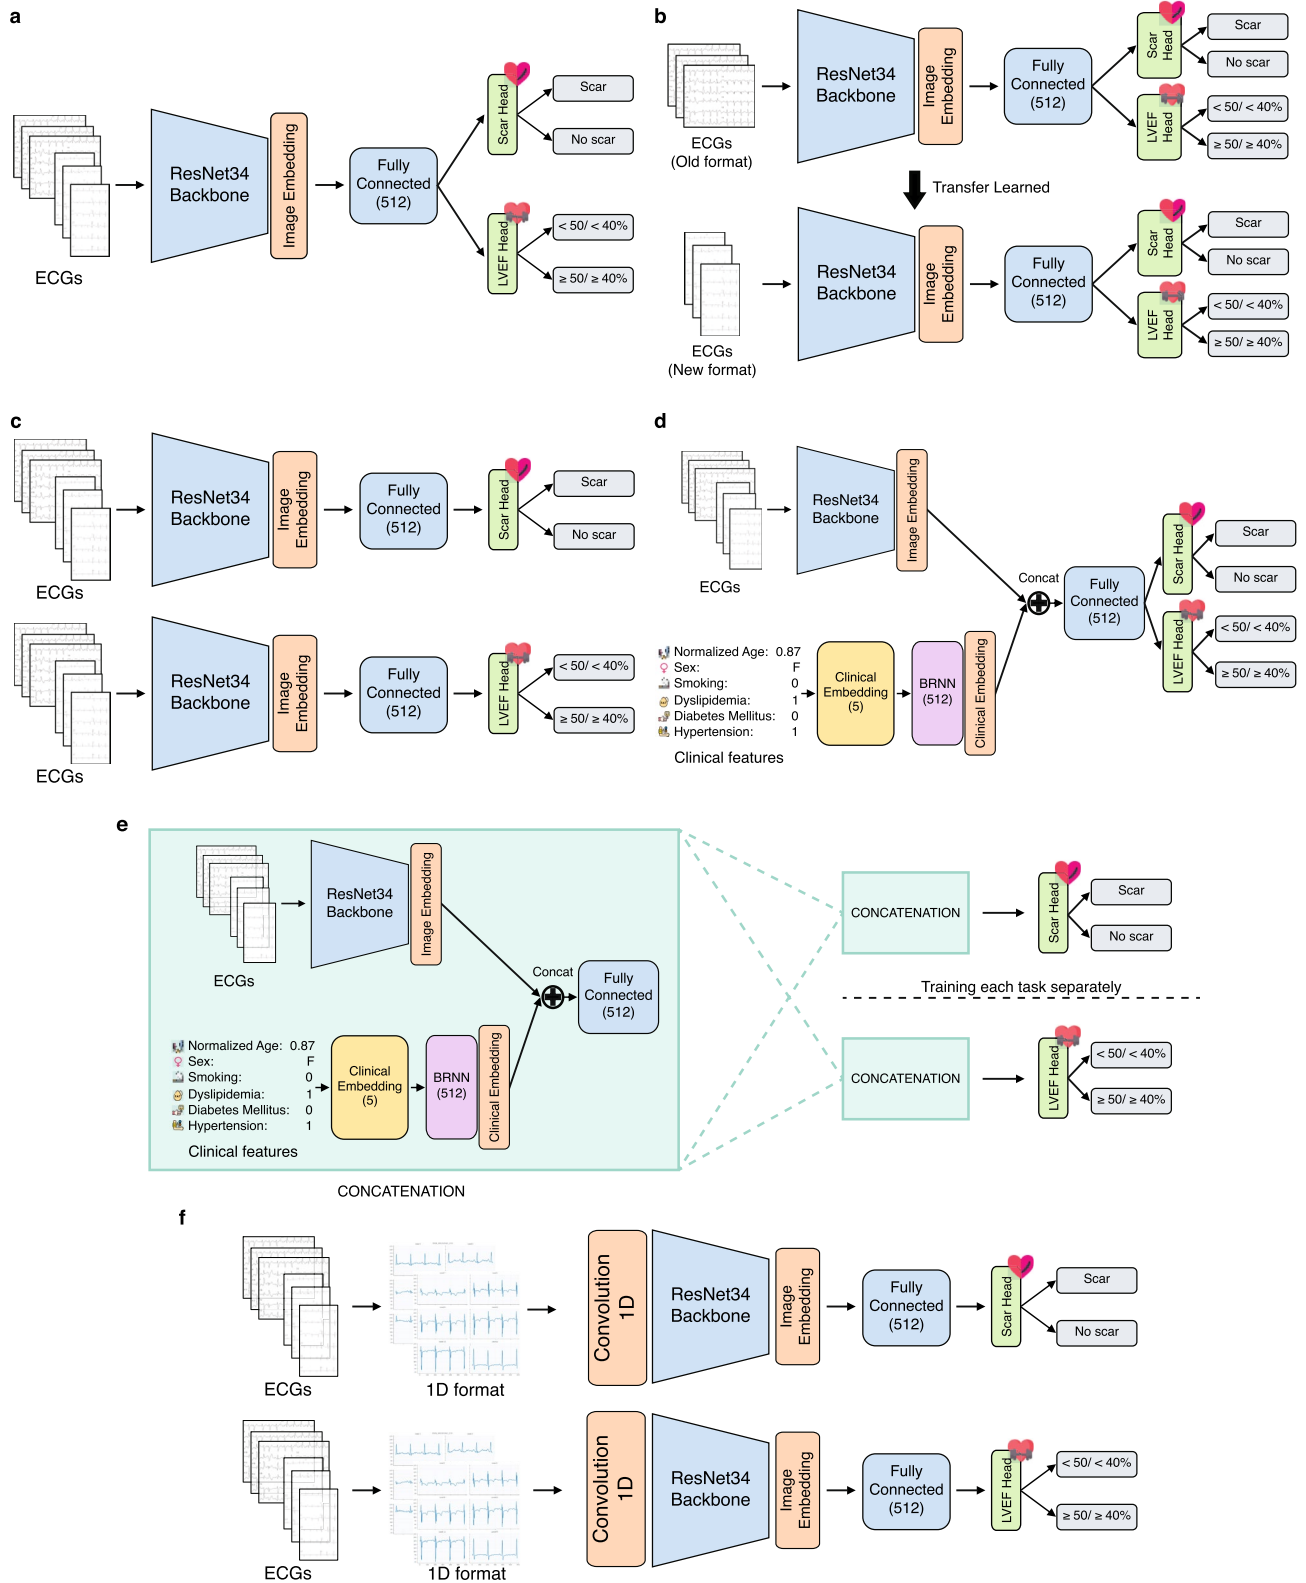 a
ECGs
ResNet34
Backbone
Image Embedding
Fully
Connected
(512)
Scar Head
Scar
No scar
LVEF Head
< 50/ < 40%
≥ 50/ ≥ 40%
b
ECGs
(Old format)
ResNet34
Backbone
Image
Embedding
Fully
Connected
(512)
Scar
Head
Scar
No scar
LVEF
Head
< 50/ < 40%
≥ 50/ ≥ 40%
Transfer Learned
ECGs
(New format)
ResNet34
Backbone
Image
Embedding
Fully
Connected
(512)
Scar
Head
Scar
No scar
LVEF
Head
< 50/ < 40%
≥ 50/ ≥ 40%
c
ECGs
ResNet34
Backbone
Image
Embedding
Fully
Connected
(512)
Scar Head
Scar
No scar
ECGs
ResNet34
Backbone
Image
Embedding
Fully
Connected
(512)
LVEF Head
< 50/ < 40%
≥ 50/ ≥ 40%
d
ECGs
ResNet34
Backbone
Image Embedding
Normalized Age: 0.87
Sex: F
Smoking: 0
Dyslipidemia: 1
Diabetes Mellitus: 0
Hypertension: 1
Clinical features
Clinical
Embedding
(5)
BRNN
(512)
Clinical Embedding
Concat
Fully
Connected
(512)
Scar Head
Scar
No scar
LVEF Head
< 50/ < 40%
≥ 50/ ≥ 40%
e
ECGs
ResNet34
Backbone
Image Embedding
Normalized Age: 0.87
Sex: F
Smoking: 0
Dyslipidemia: 1
Diabetes Mellitus: 0
Hypertension: 1
Clinical features
Clinical
Embedding
(5)
BRNN
(512)
Clinical Embedding
Concat
Fully
Connected
(512)
CONCATENATION
CONCATENATION
Scar Head
Scar
No scar
Training each task separately
CONCATENATION
LVEF Head
< 50/ < 40%
≥ 50/ ≥ 40%
f
ECGs
1D format
Convolution
1D
ResNet34
Backbone
Image
Embedding
Fully
Connected
(512)
Scar Head
Scar
No scar
ECGs
1D format
Convolution
1D
ResNet34
Backbone
Image
Embedding
Fully
Connected
(512)
LVEF Head
< 50/ < 40%
≥ 50/ ≥ 40%